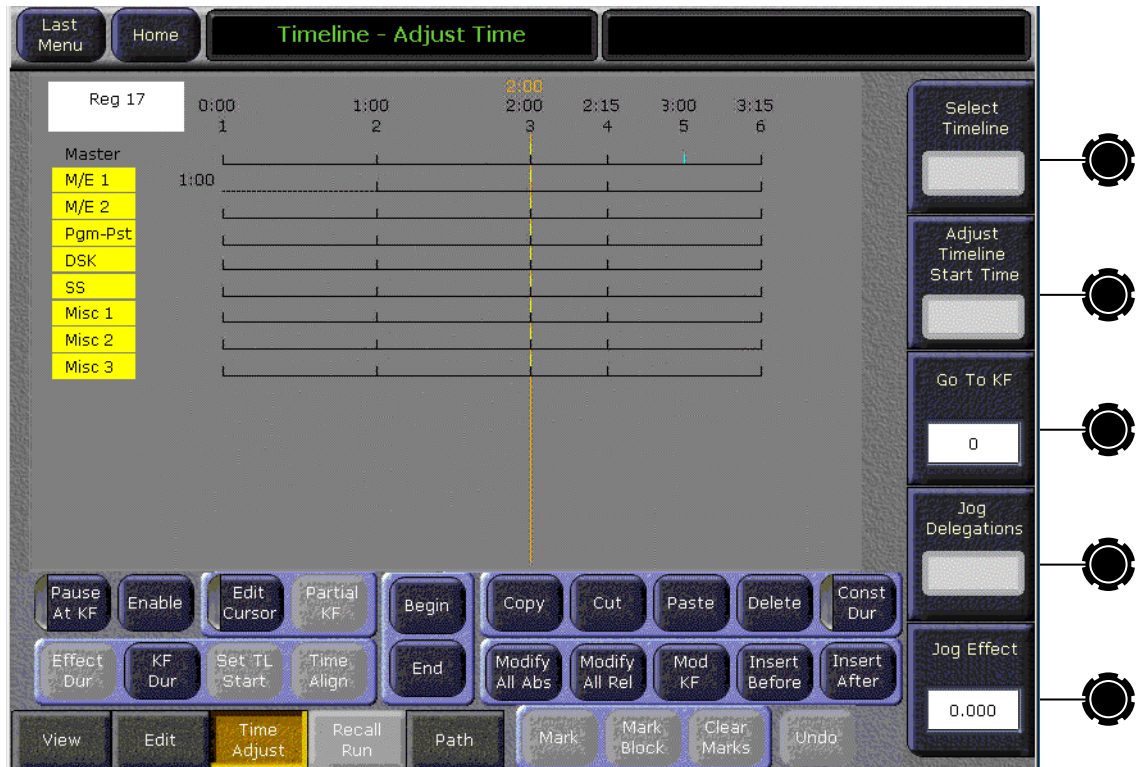 Last
Menu
Home
Timeline - Adjust Time
Reg 17
2:00
0:00 1:00 2:00 2:15 3:00 3:15
1 2 3 4 5 6
Master
M/E 1 1:00
M/E 2
Pgm-Pst
DSK
SS
Misc 1
Misc 2
Misc 3
Select
Timeline
Adjust
Timeline
Start Time
Go To KF
0
Jog
Delegations
Jog Effect
0.000
Pause
At KF
Enable
Edit
Cursor
Partial
KF
Begin
Copy
Cut
Paste
Delete
Const
Dur
Effect
Dur
KF
Dur
Set TL
Start
Time
Align
End
Modify
All Abs
Modify
All Rel
Mod
KF
Insert
Before
Insert
After
View
Edit
Time
Adjust
Recall
Run
Path
Mark
Mark
Block
Clear
Marks
Undo